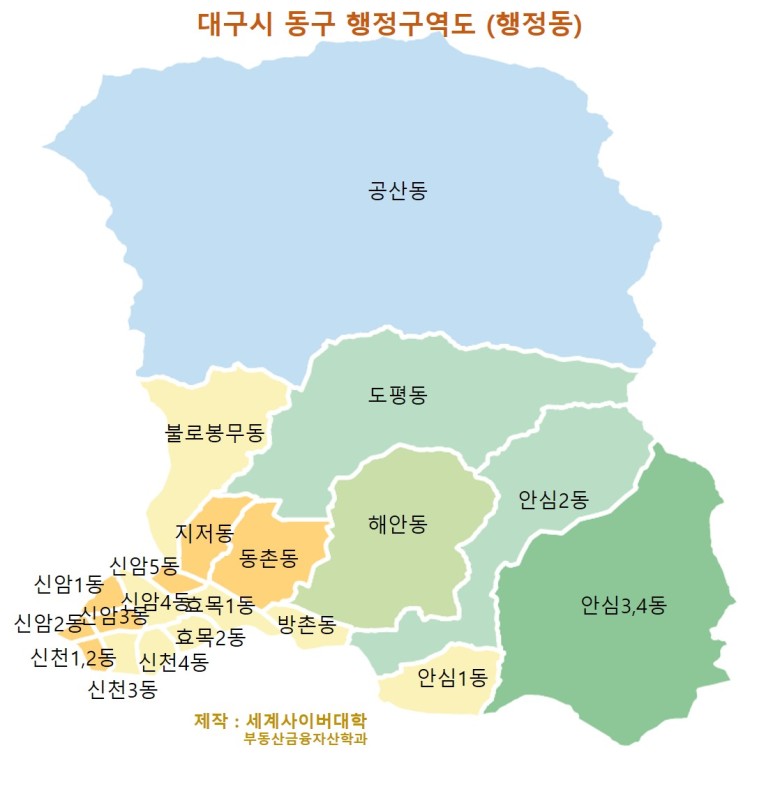 대구시 동구 행정구역도 (행정동)
공산동
도평동
불로봉무동
안심2동
해안동
지저동
동촌동
신암5동
신암1동
신암4동
효목1동
안심3,4동
신암2동
신암3동
방촌동
효목2동
신천1,2동
신천4동
안심1동
신천3동
제작 : 세계사이버대학
부동산금융자산학과